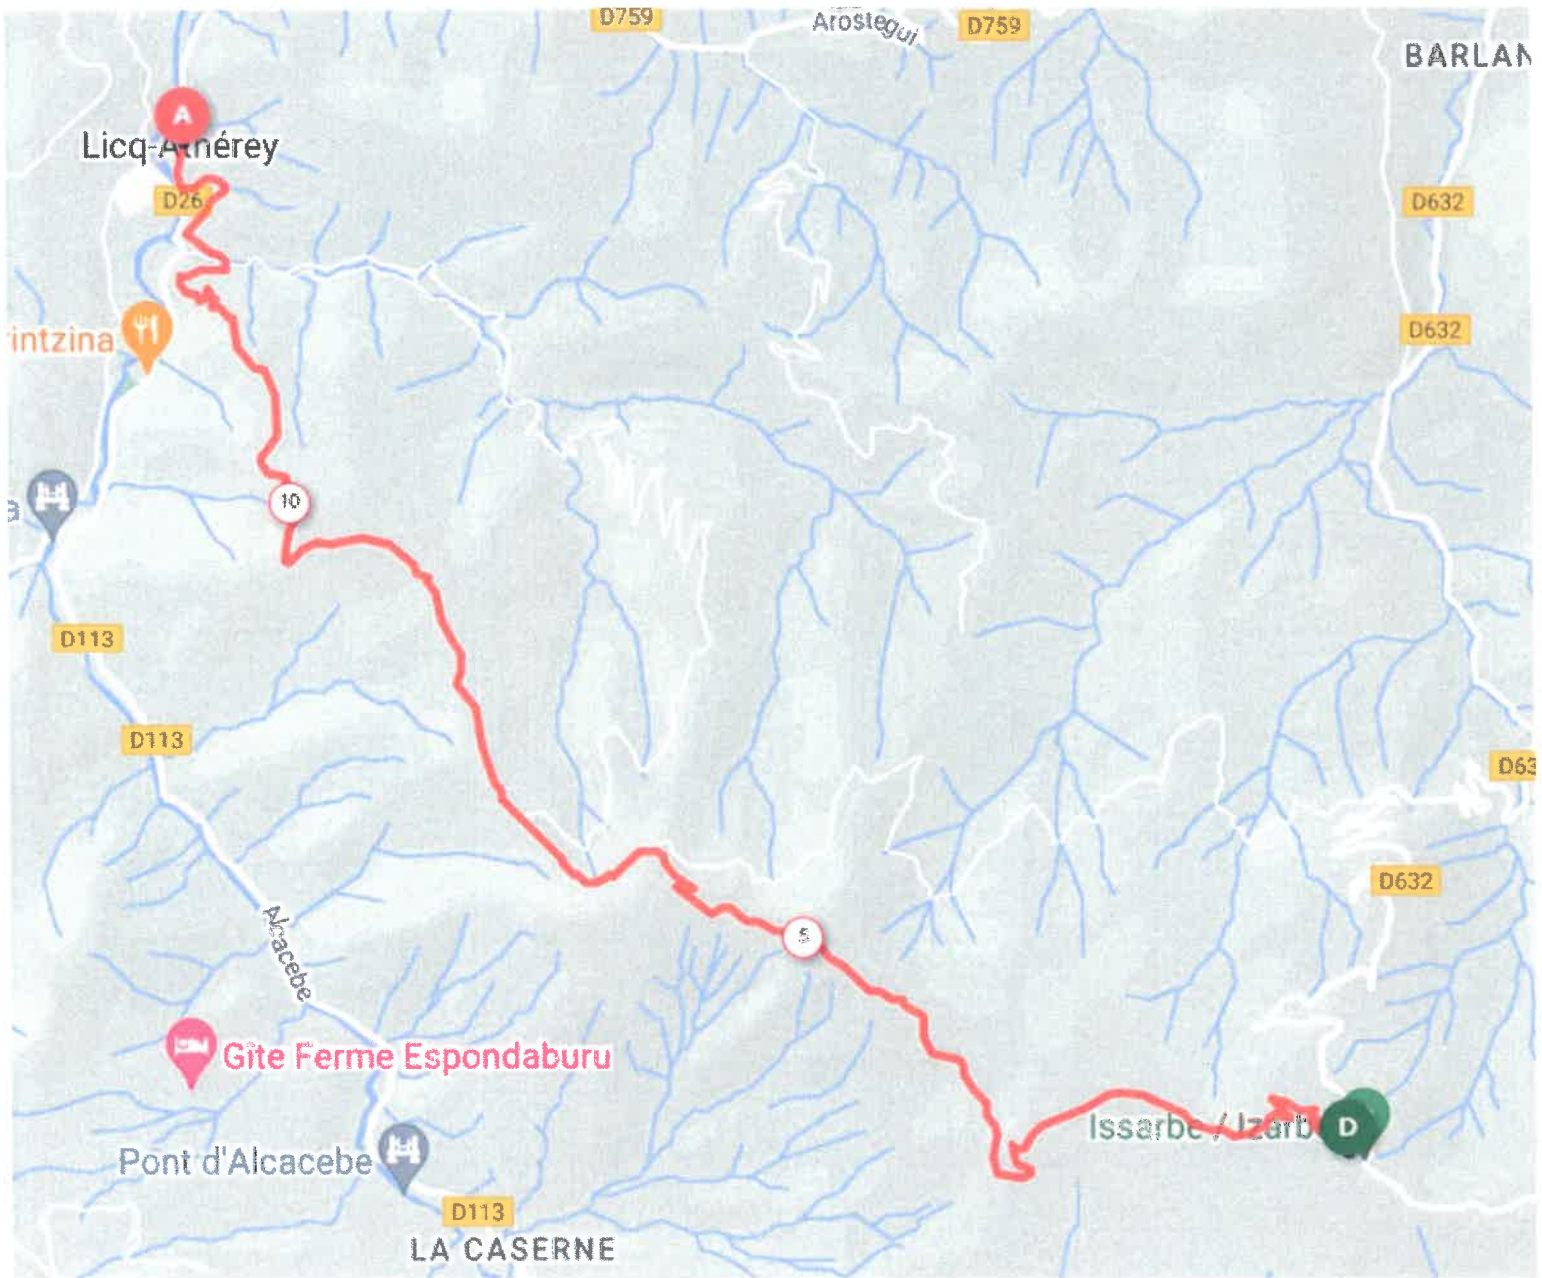 D759
Arostegui
D759
BARLAN
A
Licq-Athérey
D26
D632
D632
intzina
10
D113
D113
D63
D632
5
Alcacebe
Gîte Ferme Espondaburu
Issarbe / Izarb
D
Pont d'Alcacebe
D113
LA CASERNE